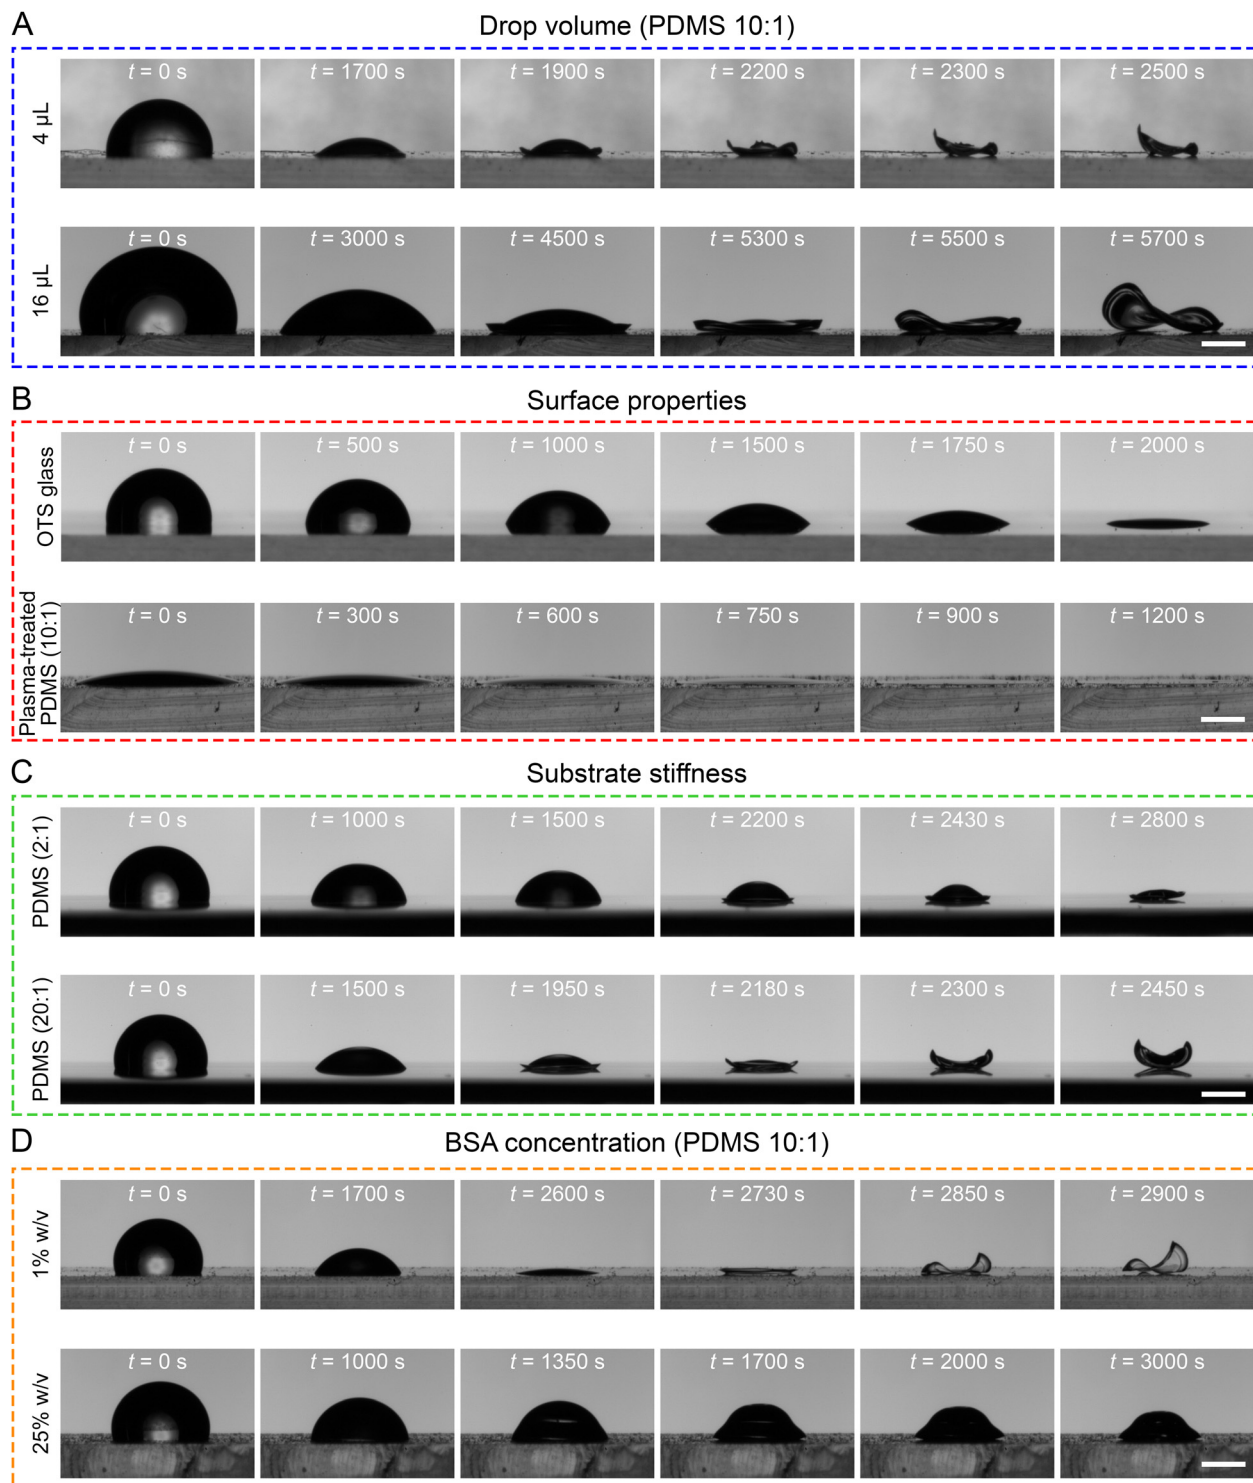 A
Drop volume (PDMS 10:1)
4 µL
t = 0 s
t = 1700 s
t = 1900 s
t = 2200 s
t = 2300 s
t = 2500 s
16 µL
t = 0 s
t = 3000 s
t = 4500 s
t = 5300 s
t = 5500 s
t = 5700 s
B
Surface properties
OTS glass
t = 0 s
t = 500 s
t = 1000 s
t = 1500 s
t = 1750 s
t = 2000 s
Plasma-treated
PDMS (10:1)
t = 0 s
t = 300 s
t = 600 s
t = 750 s
t = 900 s
t = 1200 s
C
Substrate stiffness
PDMS (2:1)
t = 0 s
t = 1000 s
t = 1500 s
t = 2200 s
t = 2430 s
t = 2800 s
PDMS (20:1)
t = 0 s
t = 1500 s
t = 1950 s
t = 2180 s
t = 2300 s
t = 2450 s
D
BSA concentration (PDMS 10:1)
1% w/v
t = 0 s
t = 1700 s
t = 2600 s
t = 2730 s
t = 2850 s
t = 2900 s
25% w/v
t = 0 s
t = 1000 s
t = 1350 s
t = 1700 s
t = 2000 s
t = 3000 s